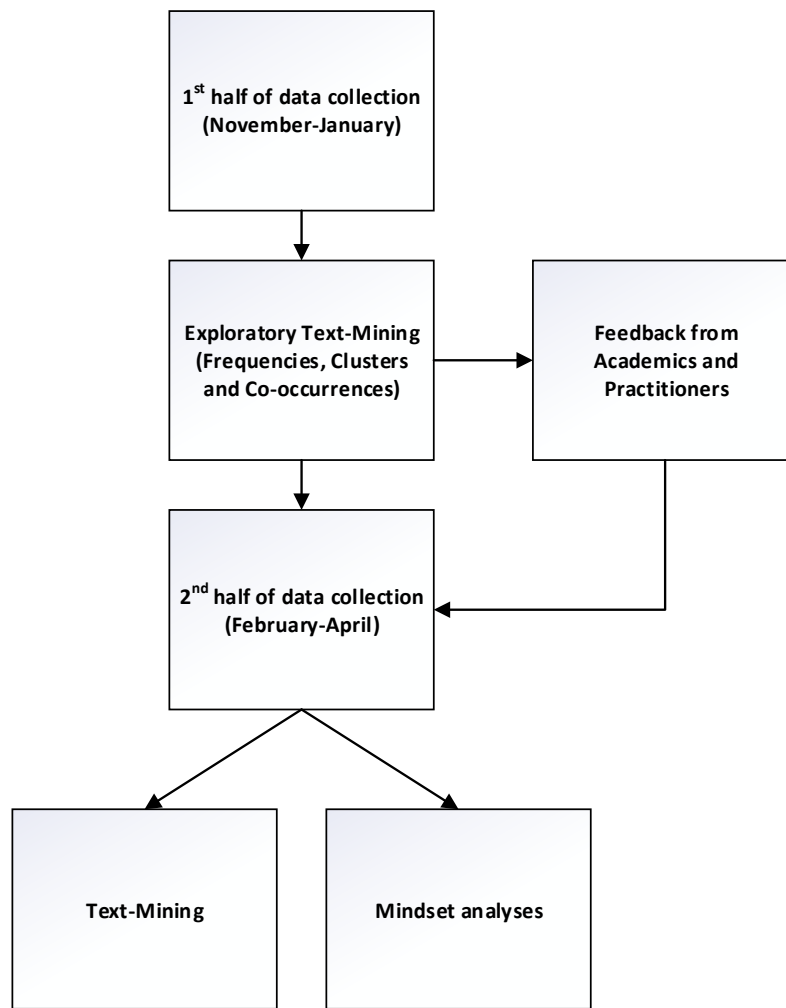 1st half of data collection
(November-January)
Exploratory Text-Mining
(Frequencies, Clusters
and Co-occurrences)
Feedback from
Academics and
Practitioners
2nd half of data collection
(February-April)
Text-Mining
Mindset analyses